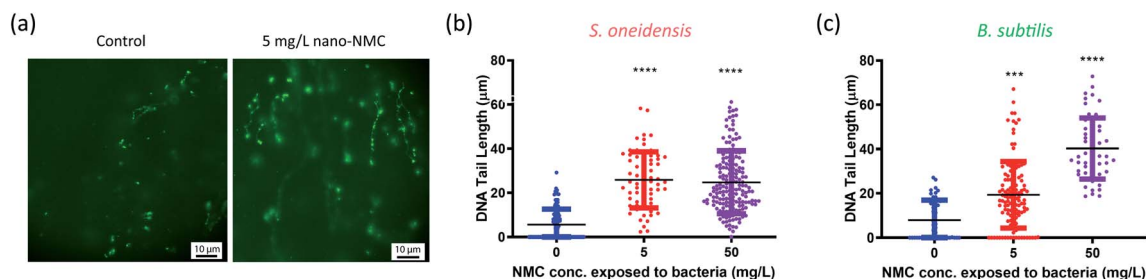 (a)
Control
5 mg/L nano-NMC
10 μm
10 μm
(b)
S. oneidensis
DNA Tail Length (μm)
80
60
40
20
0
****
****
0
5
50
NMC conc. exposed to bacteria (mg/L)
(c)
B. subtilis
DNA Tail Length (μm)
80
60
40
20
0
***
****
0
5
50
NMC conc. exposed to bacteria (mg/L)